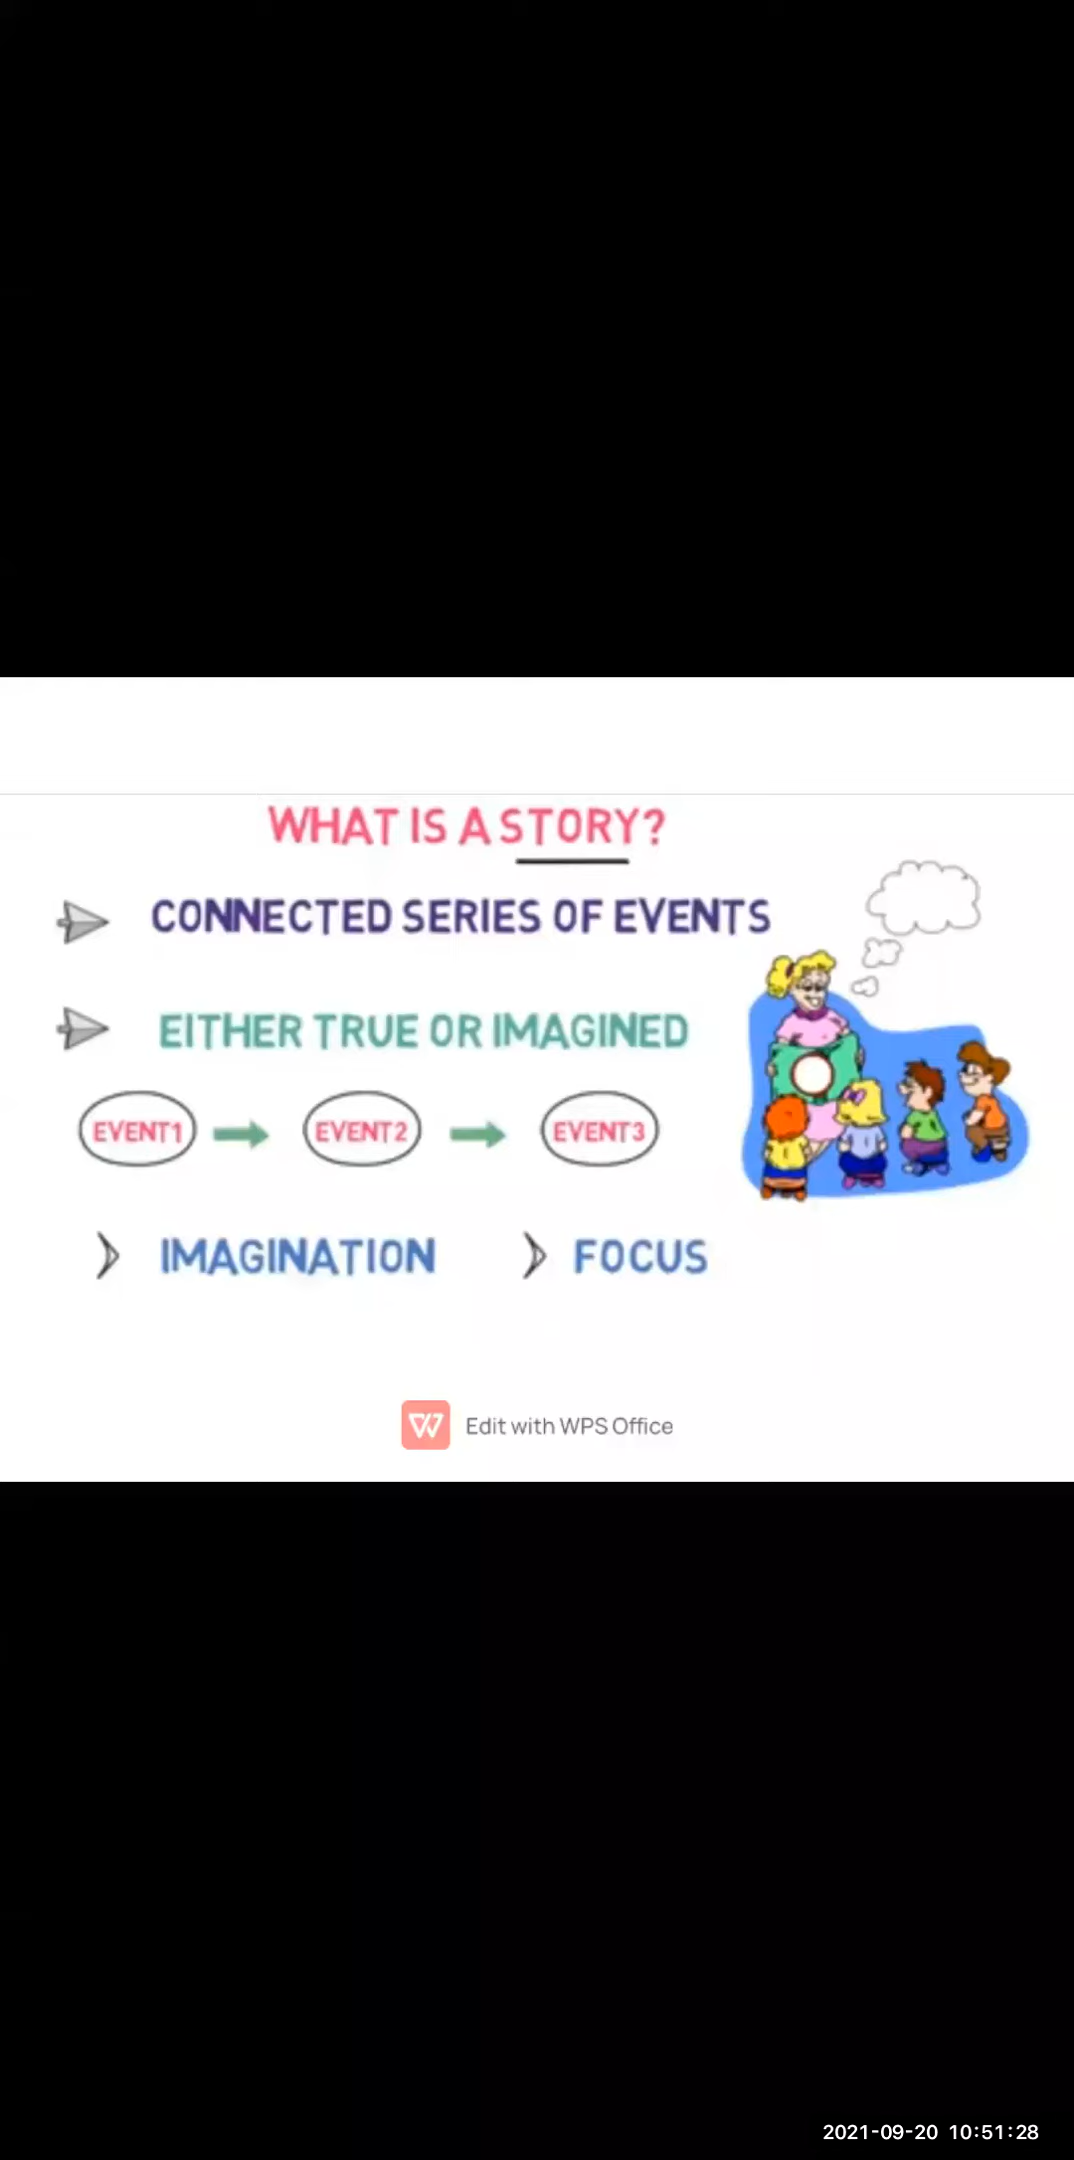 WHAT IS A STORY?
CONNECTED SERIES OF EVENTS
EITHER TRUE OR IMAGINED
EVENT1 EVENT2 EVENT3
IMAGINATION FOCUS
Edit with WPS Office
2021-09-20 10:51:28